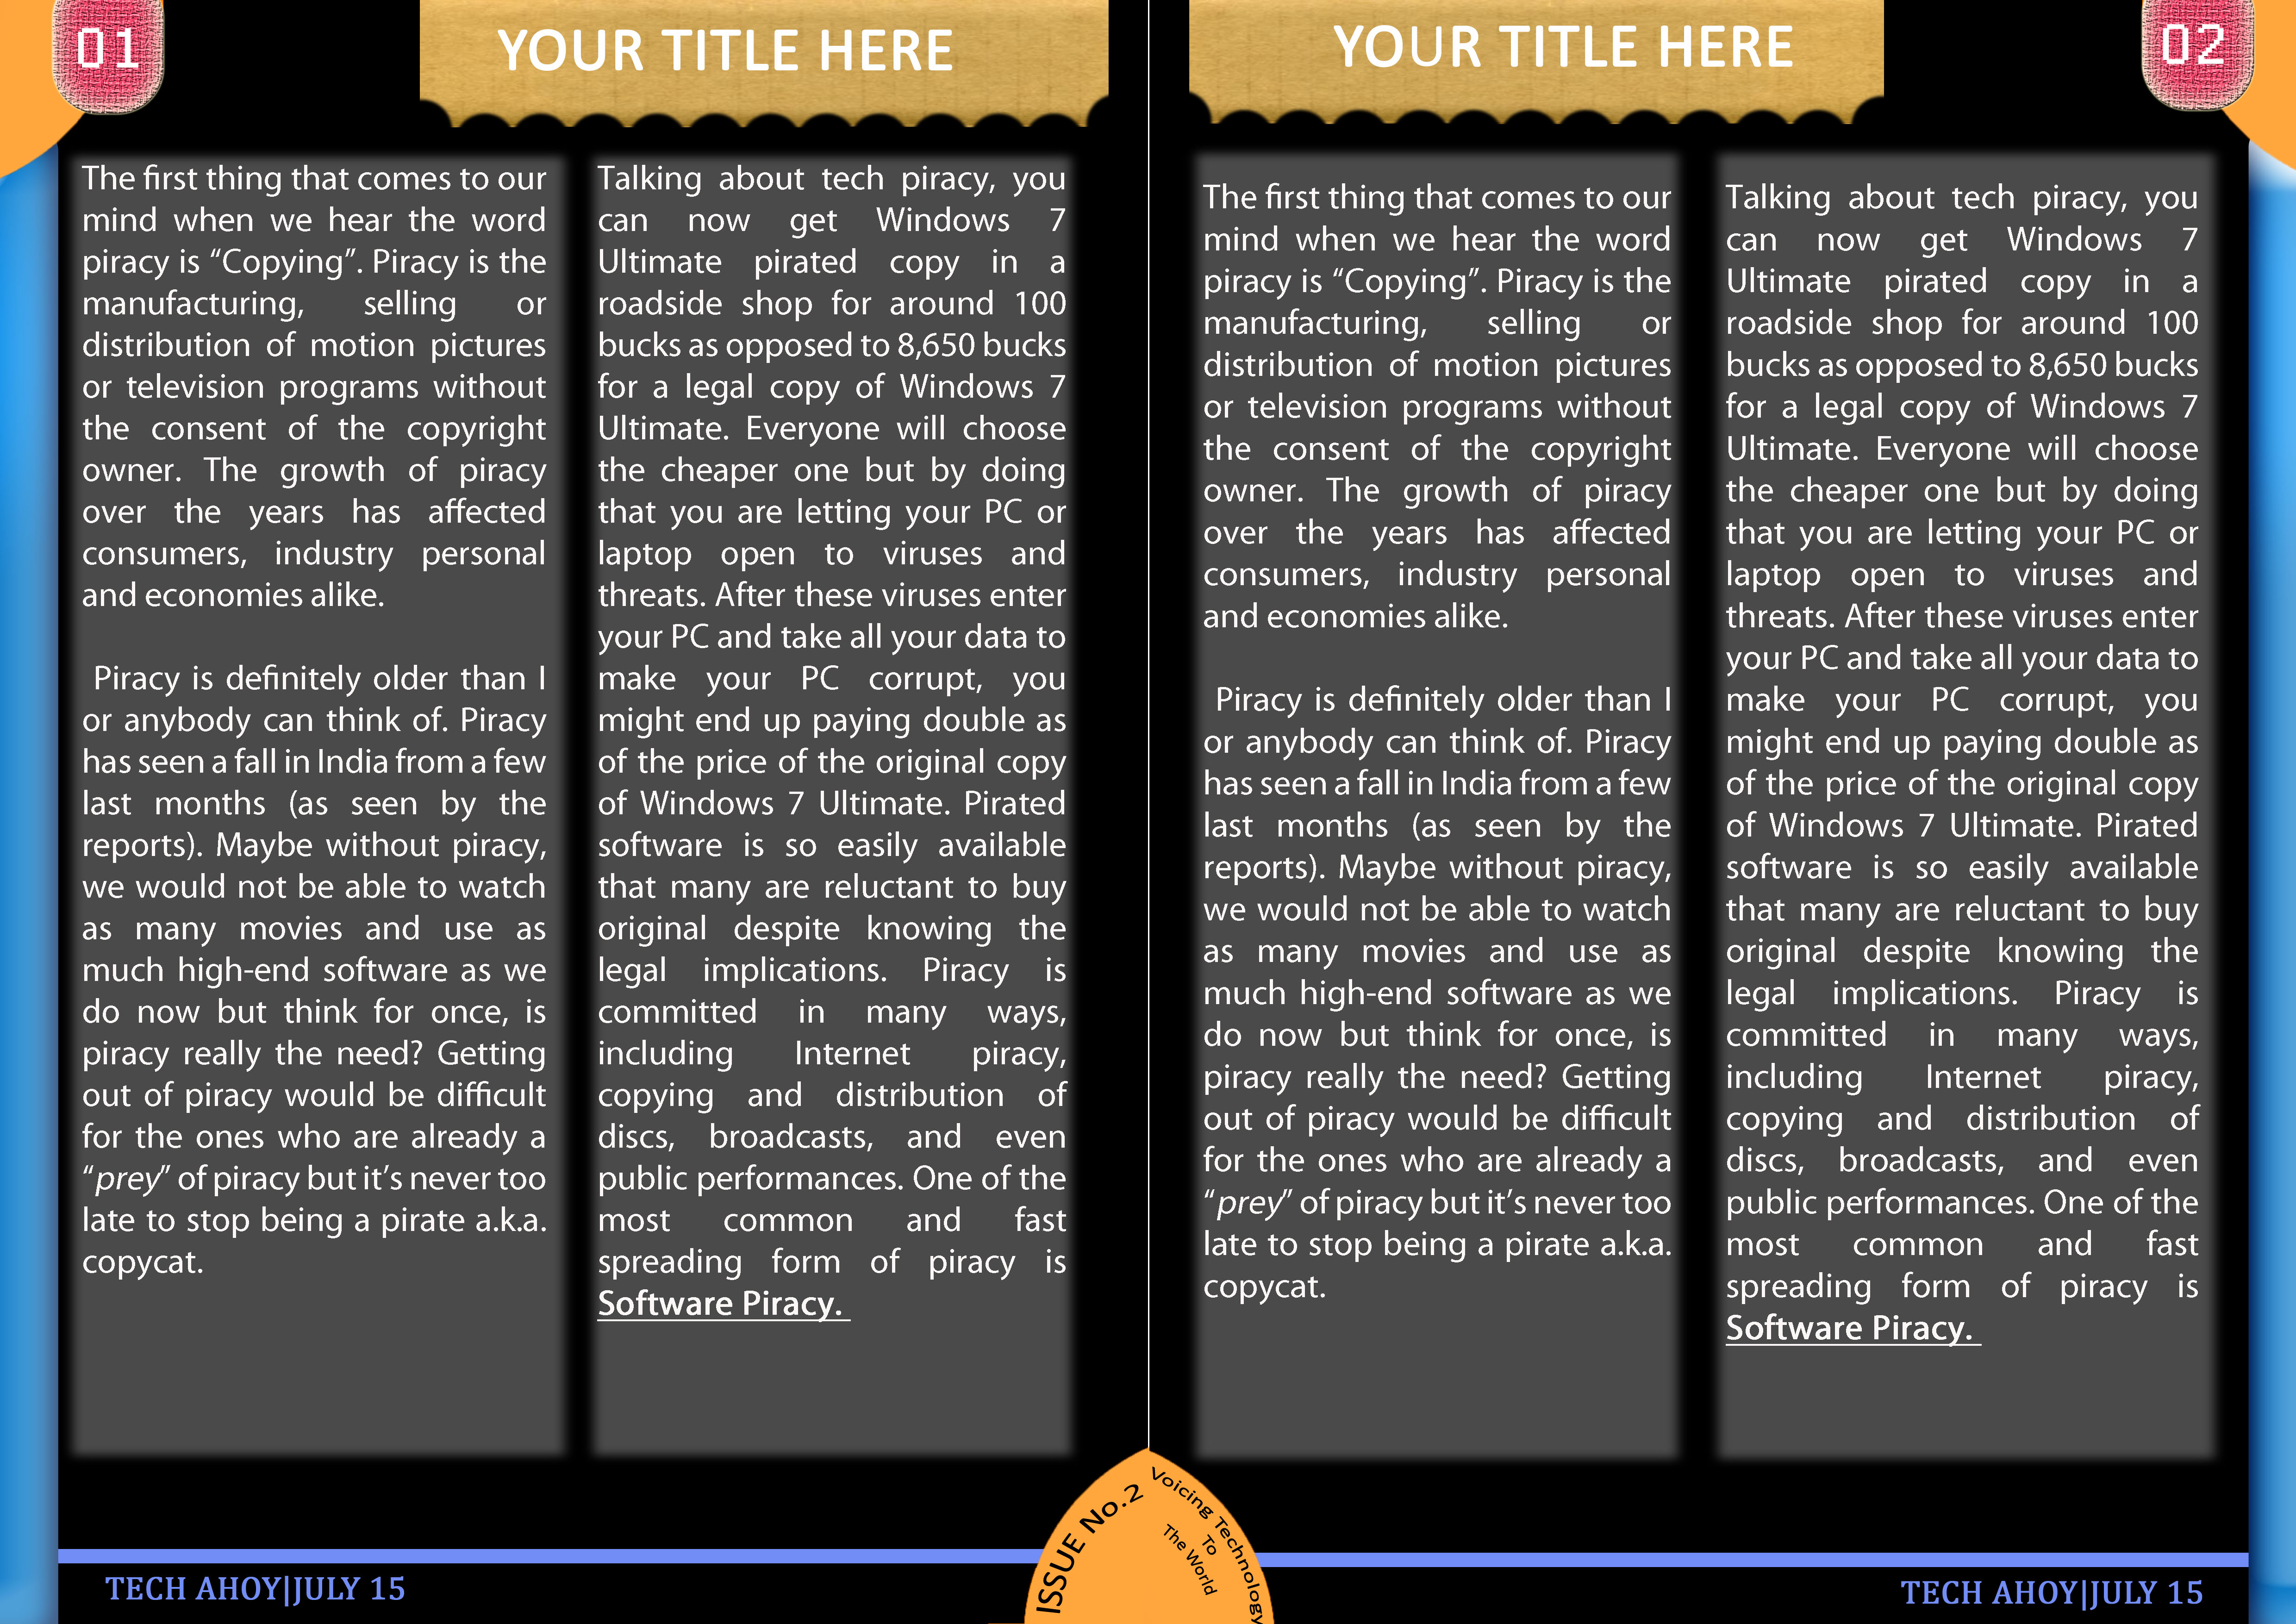 01
YOUR TITLE HERE
The first thing that comes to our
mind when we hear the word
piracy is “Copying”. Piracy is the
manufacturing, selling or
distribution of motion pictures
or television programs without
the consent of the copyright
owner. The growth of piracy
over the years has affected
consumers, industry personal
and economies alike.
Piracy is definitely older than I
or anybody can think of. Piracy
has seen a fall in India from a few
last months (as seen by the
reports). Maybe without piracy,
we would not be able to watch
as many movies and use as
much high-end software as we
do now but think for once, is
piracy really the need? Getting
out of piracy would be difficult
for the ones who are already a
“prey” of piracy but it’s never too
late to stop being a pirate a.k.a.
copycat.
Talking about tech piracy, you
can now get Windows 7
Ultimate pirated copy in a
roadside shop for around 100
bucks as opposed to 8,650 bucks
for a legal copy of Windows 7
Ultimate. Everyone will choose
the cheaper one but by doing
that you are letting your PC or
laptop open to viruses and
threats. After these viruses enter
your PC and take all your data to
make your PC corrupt, you
might end up paying double as
of the price of the original copy
of Windows 7 Ultimate. Pirated
software is so easily available
that many are reluctant to buy
original despite knowing the
legal implications. Piracy is
committed in many ways,
including Internet piracy,
copying and distribution of
discs, broadcasts, and even
public performances. One of the
most common and fast
spreading form of piracy is
Software Piracy.
TECH AHOY|JULY 15
ISSUE No.2
Voicing Technology
To
The World
YOUR TITLE HERE
02
The first thing that comes to our
mind when we hear the word
piracy is “Copying”. Piracy is the
manufacturing, selling or
distribution of motion pictures
or television programs without
the consent of the copyright
owner. The growth of piracy
over the years has affected
consumers, industry personal
and economies alike.
Piracy is definitely older than I
or anybody can think of. Piracy
has seen a fall in India from a few
last months (as seen by the
reports). Maybe without piracy,
we would not be able to watch
as many movies and use as
much high-end software as we
do now but think for once, is
piracy really the need? Getting
out of piracy would be difficult
for the ones who are already a
“prey” of piracy but it’s never too
late to stop being a pirate a.k.a.
copycat.
Talking about tech piracy, you
can now get Windows 7
Ultimate pirated copy in a
roadside shop for around 100
bucks as opposed to 8,650 bucks
for a legal copy of Windows 7
Ultimate. Everyone will choose
the cheaper one but by doing
that you are letting your PC or
laptop open to viruses and
threats. After these viruses enter
your PC and take all your data to
make your PC corrupt, you
might end up paying double as
of the price of the original copy
of Windows 7 Ultimate. Pirated
software is so easily available
that many are reluctant to buy
original despite knowing the
legal implications. Piracy is
committed in many ways,
including Internet piracy,
copying and distribution of
discs, broadcasts, and even
public performances. One of the
most common and fast
spreading form of piracy is
Software Piracy.
TECH AHOY|JULY 15